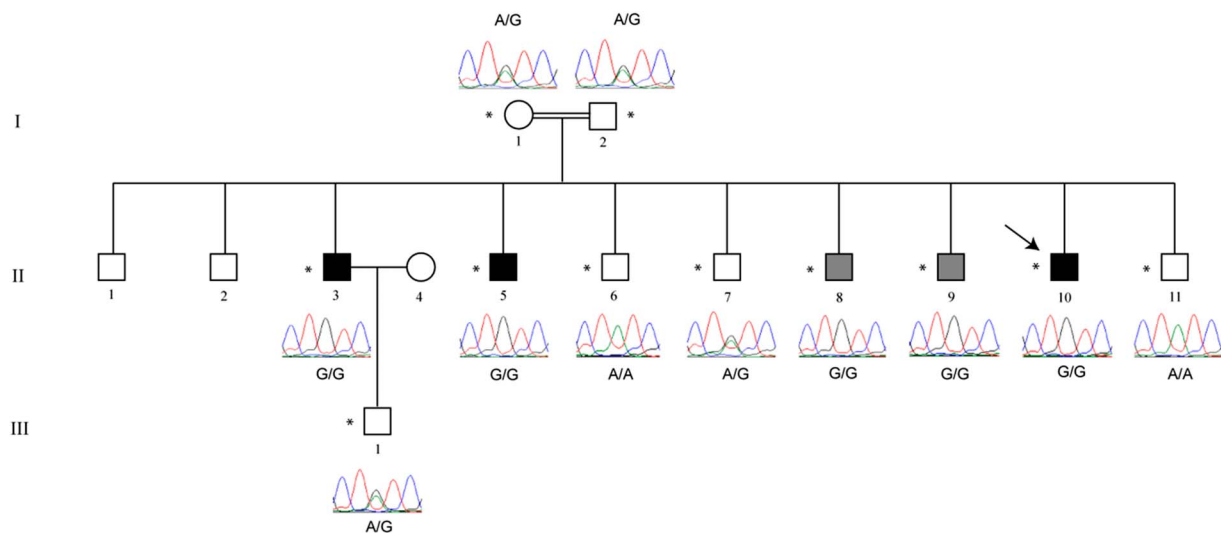 A/G A/G
I * * 
1 2
II * * * * * * * *
1 2 3 4 5 6 7 8 9 10 11
G/G G/G A/A A/G G/G G/G G/G A/A
III *
1
A/G